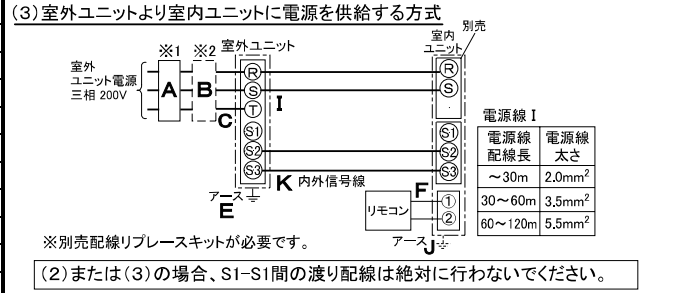 (3)室外ユニットより室内ユニットに電源を供給する方式
※1 ※2 室外ユニット
室内ユニット 別売
室外
ユニット電源
三相 200V
A B C I
R S T S1 S2 S3
R S S1 S2 S3
K 内外信号線
アース E
リモコン F ① ②
アース J
電源線 I
電源線配線長 電源線太さ
～30m 2.0mm²
30～60m 3.5mm²
60～120m 5.5mm²
※別売配線リプレースキットが必要です。
(2)または(3)の場合、S1-S1間の渡り配線は絶対に行わないでください。